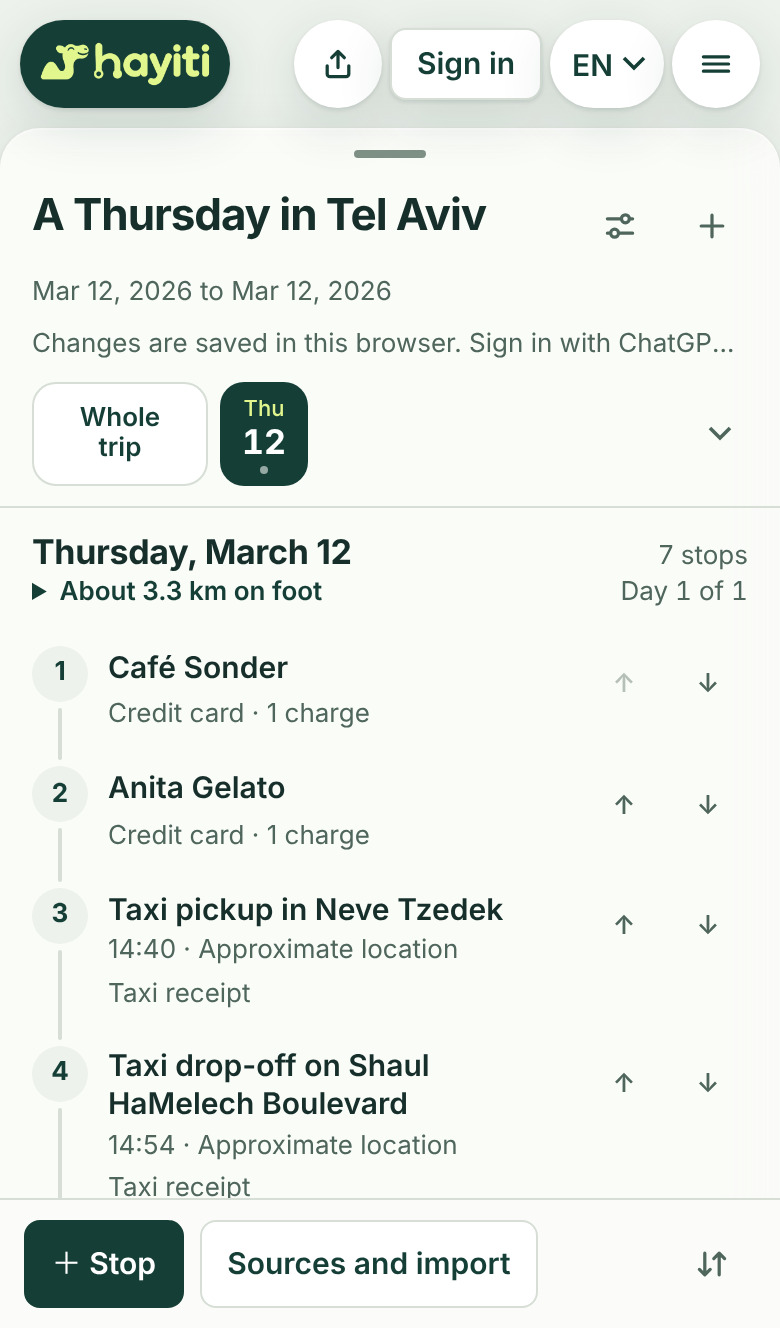 hayiti
Sign in
EN
A Thursday in Tel Aviv
Mar 12, 2026 to Mar 12, 2026
Changes are saved in this browser. Sign in with ChatGP...
Whole
trip
Thu
12
Thursday, March 12
7 stops
About 3.3 km on foot
Day 1 of 1
1
Café Sonder
Credit card · 1 charge
2
Anita Gelato
Credit card · 1 charge
3
Taxi pickup in Neve Tzedek
14:40 · Approximate location
Taxi receipt
4
Taxi drop-off on Shaul
HaMelech Boulevard
14:54 · Approximate location
Taxi receipt
+ Stop
Sources and import